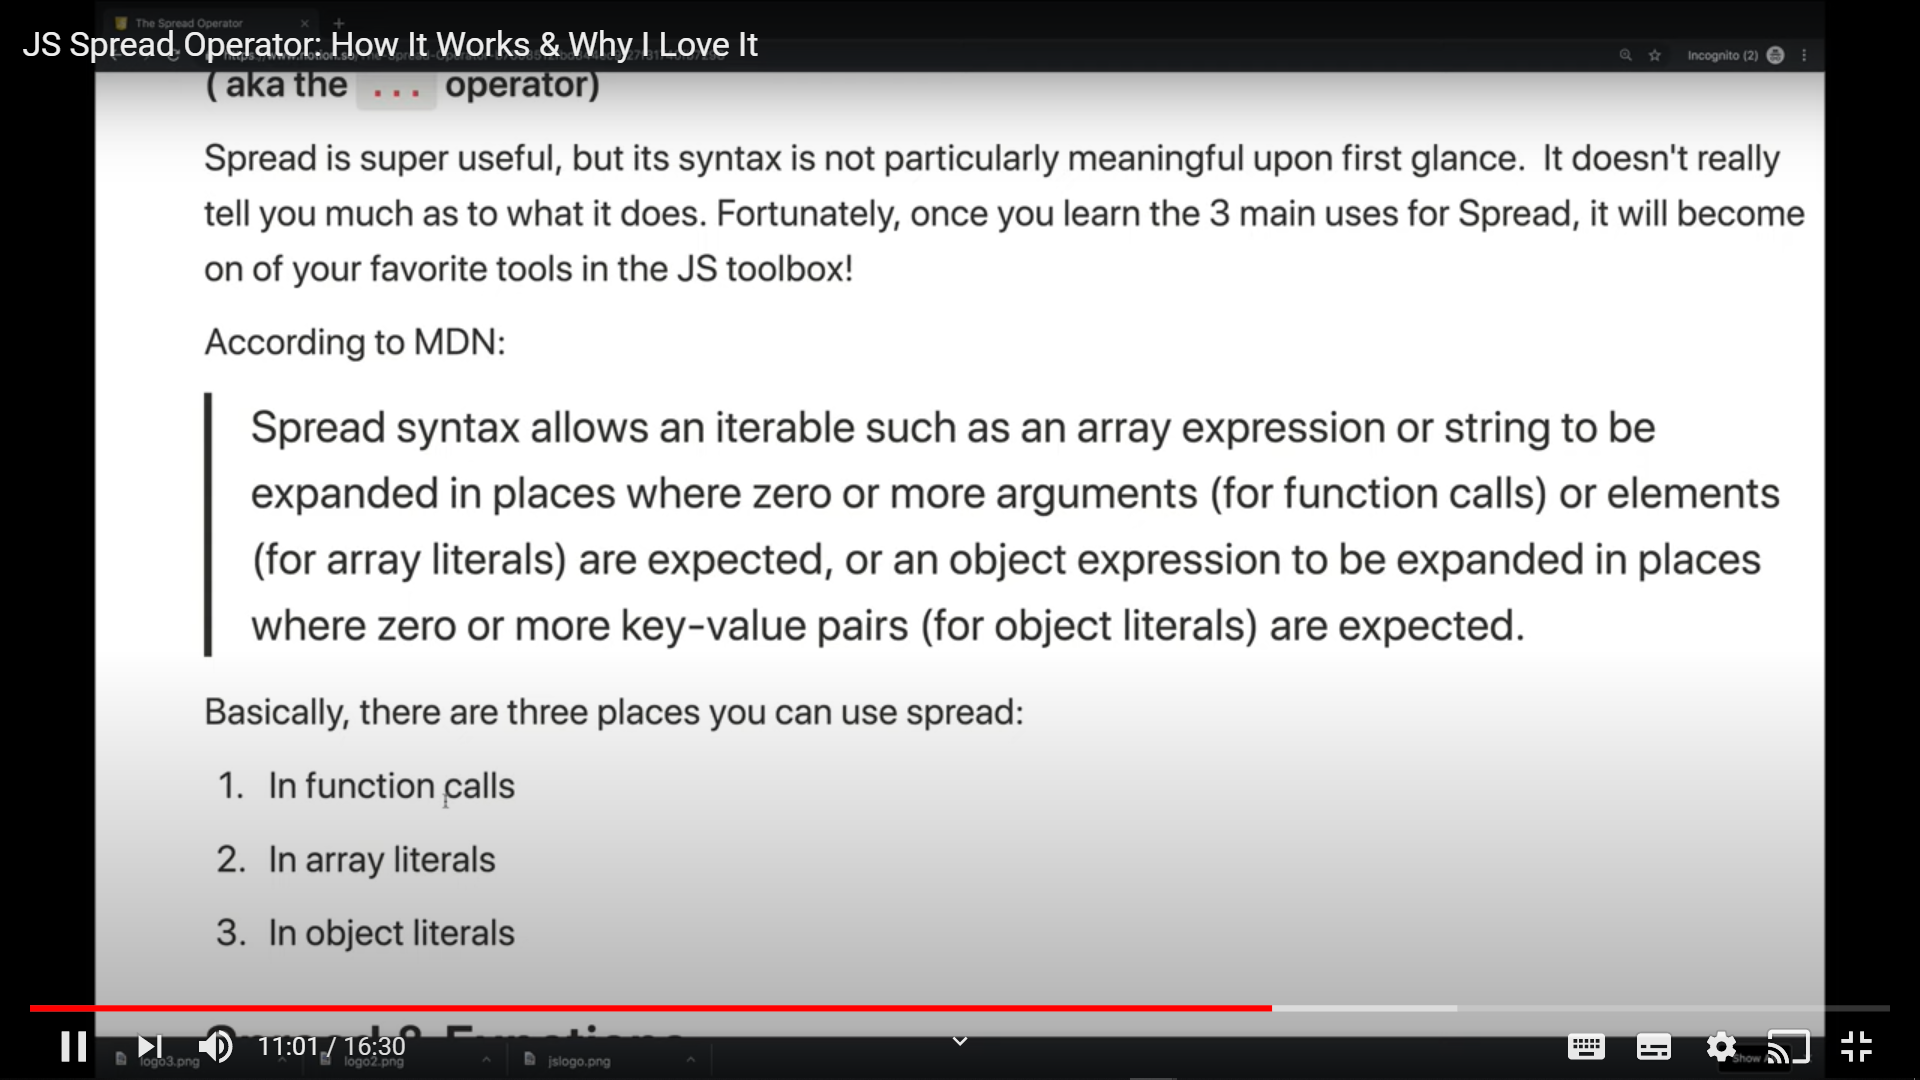 The Spread Operator
JS Spread Operator: How It Works & Why I Love It
Incognito (2)
( aka the ... operator)
Spread is super useful, but its syntax is not particularly meaningful upon first glance. It doesn't really
tell you much as to what it does. Fortunately, once you learn the 3 main uses for Spread, it will become
on of your favorite tools in the JS toolbox!
According to MDN:
Spread syntax allows an iterable such as an array expression or string to be
expanded in places where zero or more arguments (for function calls) or elements
(for array literals) are expected, or an object expression to be expanded in places
where zero or more key-value pairs (for object literals) are expected.
Basically, there are three places you can use spread:
1. In function calls
2. In array literals
3. In object literals
Spread & Functions
11:01 / 16:30
logo3.png
logo2.png
jslogo.png
Show